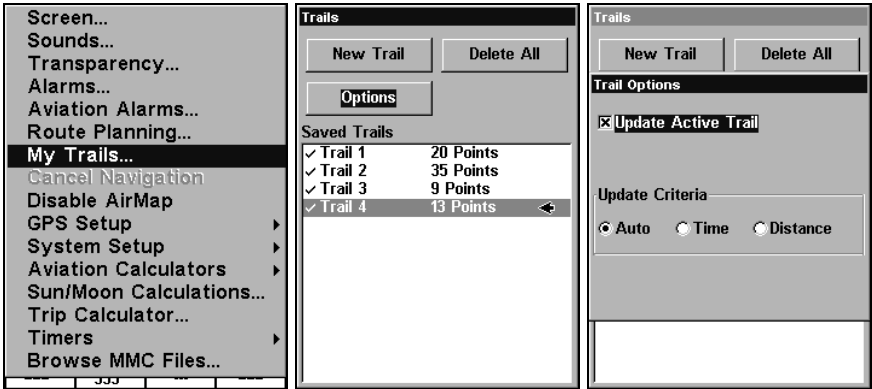 Screen...
Sounds...
Transparency...
Alarms...
Aviation Alarms...
Route Planning...
My Trails...
Cancel Navigation
Disable AirMap
GPS Setup
System Setup
Aviation Calculators
Sun/Moon Calculations...
Trip Calculator...
Timers
Browse MMC Files...
Trails
New Trail Delete All
Options
Saved Trails
Trail 1 20 Points
Trail 2 35 Points
Trail 3 9 Points
Trail 4 13 Points
Trails
New Trail Delete All
Trail Options
Update Active Trail
Update Criteria
Auto Time Distance